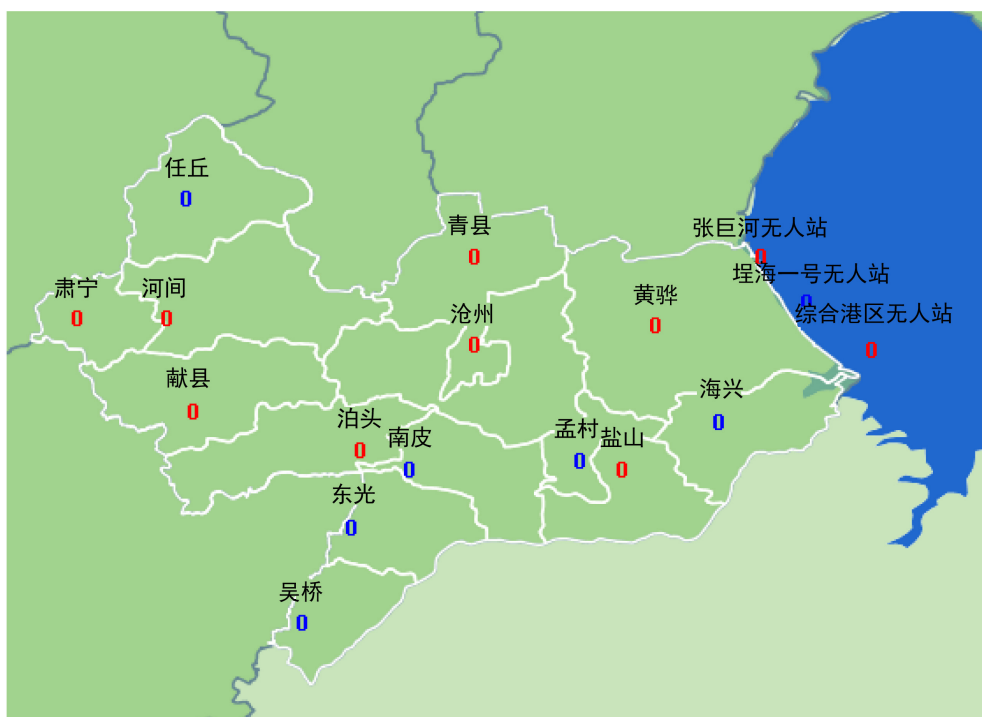 任丘
0
青县
0
张巨河无人站
0
埕海一号无人站
0
肃宁
0
河间
0
黄骅
0
沧州
0
综合港区无人站
0
献县
0
海兴
0
泊头
0
南皮
0
孟村
0
盐山
0
东光
0
吴桥
0